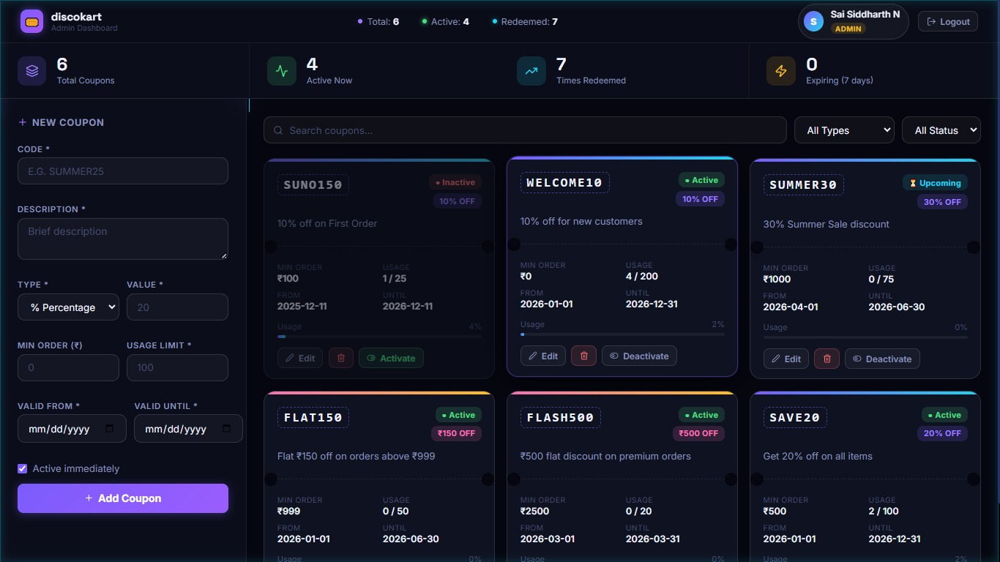 discokart
Admin Dashboard
Total: 6
Active: 4
Redeemed: 7
S
Sai Siddharth N
ADMIN
Logout
6
Total Coupons
4
Active Now
7
Times Redeemed
0
Expiring (7 days)
+ NEW COUPON
CODE *
E.G. SUMMER25
DESCRIPTION *
Brief description
TYPE * VALUE *
% Percentage 20
MIN ORDER (₹) USAGE LIMIT *
0 100
VALID FROM * VALID UNTIL *
mm/dd/yyyy mm/dd/yyyy
Active immediately
+ Add Coupon
Search coupons...
All Types
All Status
SUNO150
Inactive
10% OFF
10% off on First Order
MIN ORDER USAGE
₹100 1 / 25
FROM UNTIL
2025-12-11 2026-12-11
Usage 4%
Edit Activate
WELCOME10
Active
10% OFF
10% off for new customers
MIN ORDER USAGE
₹0 4 / 200
FROM UNTIL
2026-01-01 2026-12-31
Usage 2%
Edit Deactivate
SUMMER30
Upcoming
30% OFF
30% Summer Sale discount
MIN ORDER USAGE
₹1000 0 / 75
FROM UNTIL
2026-04-01 2026-06-30
Usage 0%
Edit Deactivate
FLAT150
Active
₹150 OFF
Flat ₹150 off on orders above ₹999
MIN ORDER USAGE
₹999 0 / 50
FROM UNTIL
2026-01-01 2026-06-30
Usage 0%
FLASH500
Active
₹500 OFF
₹500 flat discount on premium orders
MIN ORDER USAGE
₹2500 0 / 20
FROM UNTIL
2026-03-01 2026-03-31
Usage 0%
SAVE20
Active
20% OFF
Get 20% off on all items
MIN ORDER USAGE
₹500 2 / 100
FROM UNTIL
2026-01-01 2026-12-31
Usage 2%